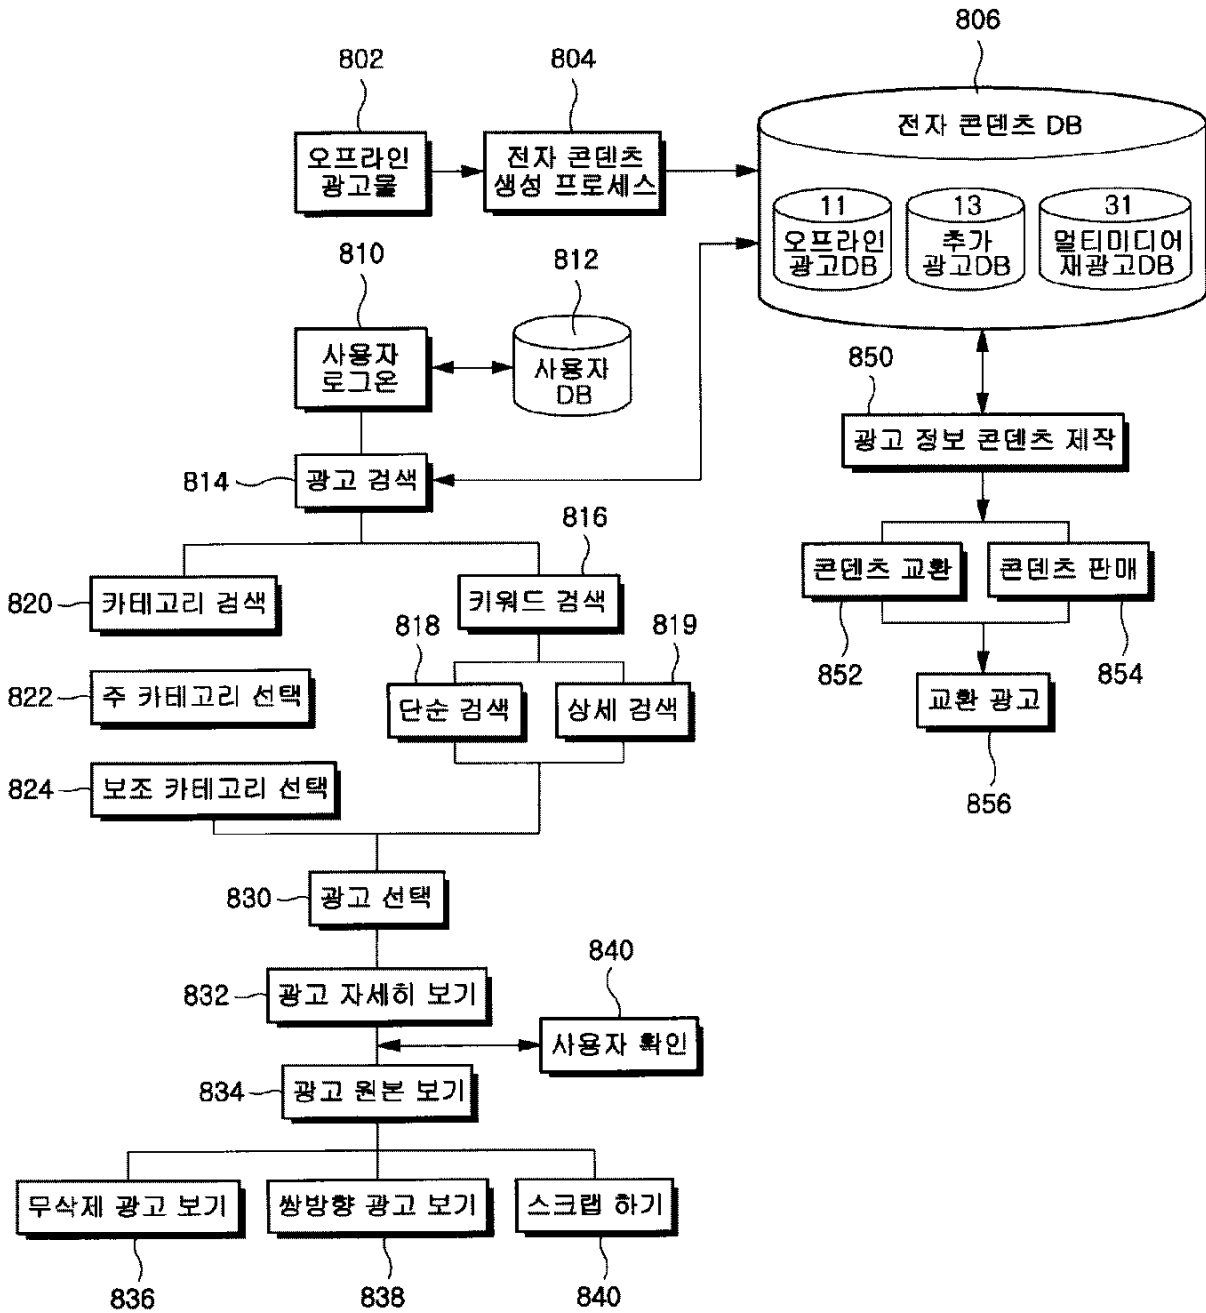 806
802
804
전자 콘덴츠 DB
오프라인
광고물
전자 콘덴츠
생성 프로세스
11
오프라인
광고DB
13
추가
광고DB
31
멀티미디어
재광고DB
810
812
사용자
로그온
사용자
DB
850
광고 정보 콘덴츠 제작
814
광고 검색
816
820
카테고리 검색
키워드 검색
콘덴츠 교환
콘덴츠 판매
818
819
852
854
822
주 카테고리 선택
단순 검색
상세 검색
교환 광고
824
보조 카테고리 선택
856
830
광고 선택
840
832
광고 자세히 보기
사용자 확인
834
광고 원본 보기
무삭제 광고 보기
쌍방향 광고 보기
스크랩 하기
836
838
840